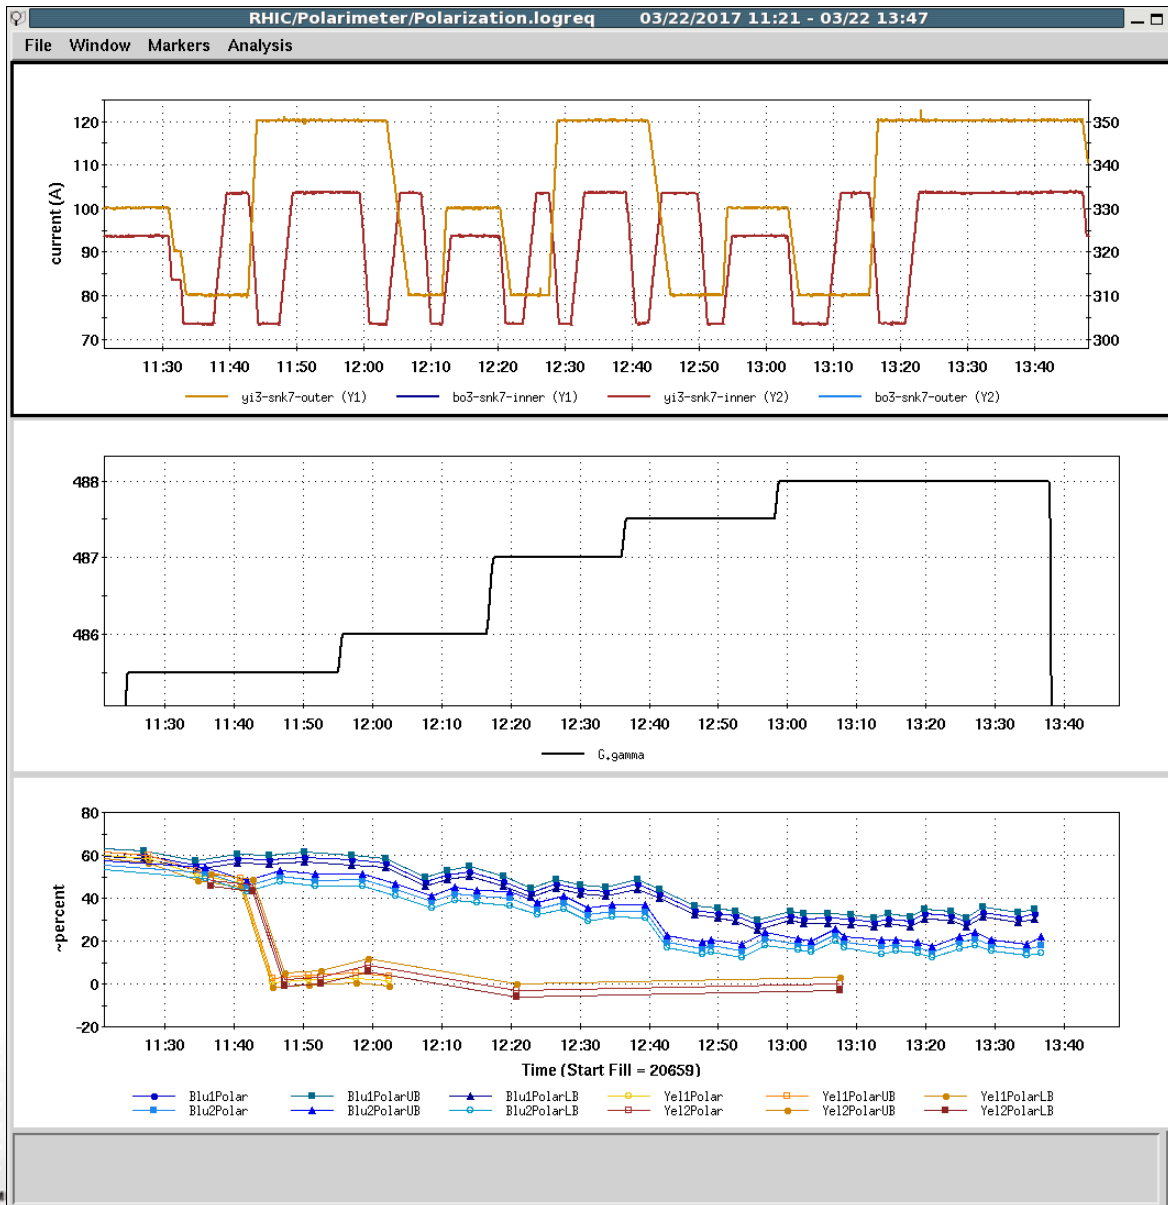 RHIC/Polarimeter/Polarization.logreq 03/22/2017 11:21 - 03/22 13:47
File Window Markers Analysis
current (A)
120
110
100
90
80
70
350
340
330
320
310
300
11:30 11:40 11:50 12:00 12:10 12:20 12:30 12:40 12:50 13:00 13:10 13:20 13:30 13:40
yi3-snk7-outer (Y1) bo3-snk7-inner (Y1) yi3-snk7-inner (Y2) bo3-snk7-outer (Y2)
488
487
486
11:30 11:40 11:50 12:00 12:10 12:20 12:30 12:40 12:50 13:00 13:10 13:20 13:30 13:40
G.gamma
~percent
80
60
40
20
0
-20
11:30 11:40 11:50 12:00 12:10 12:20 12:30 12:40 12:50 13:00 13:10 13:20 13:30 13:40
Time (Start Fill = 20659)
Blu1Polar Blu1PolarUB Blu1PolarLB Yel1Polar Yel1PolarUB Yel1PolarLB
Blu2Polar Blu2PolarUB Blu2PolarLB Yel2Polar Yel2PolarUB Yel2PolarLB